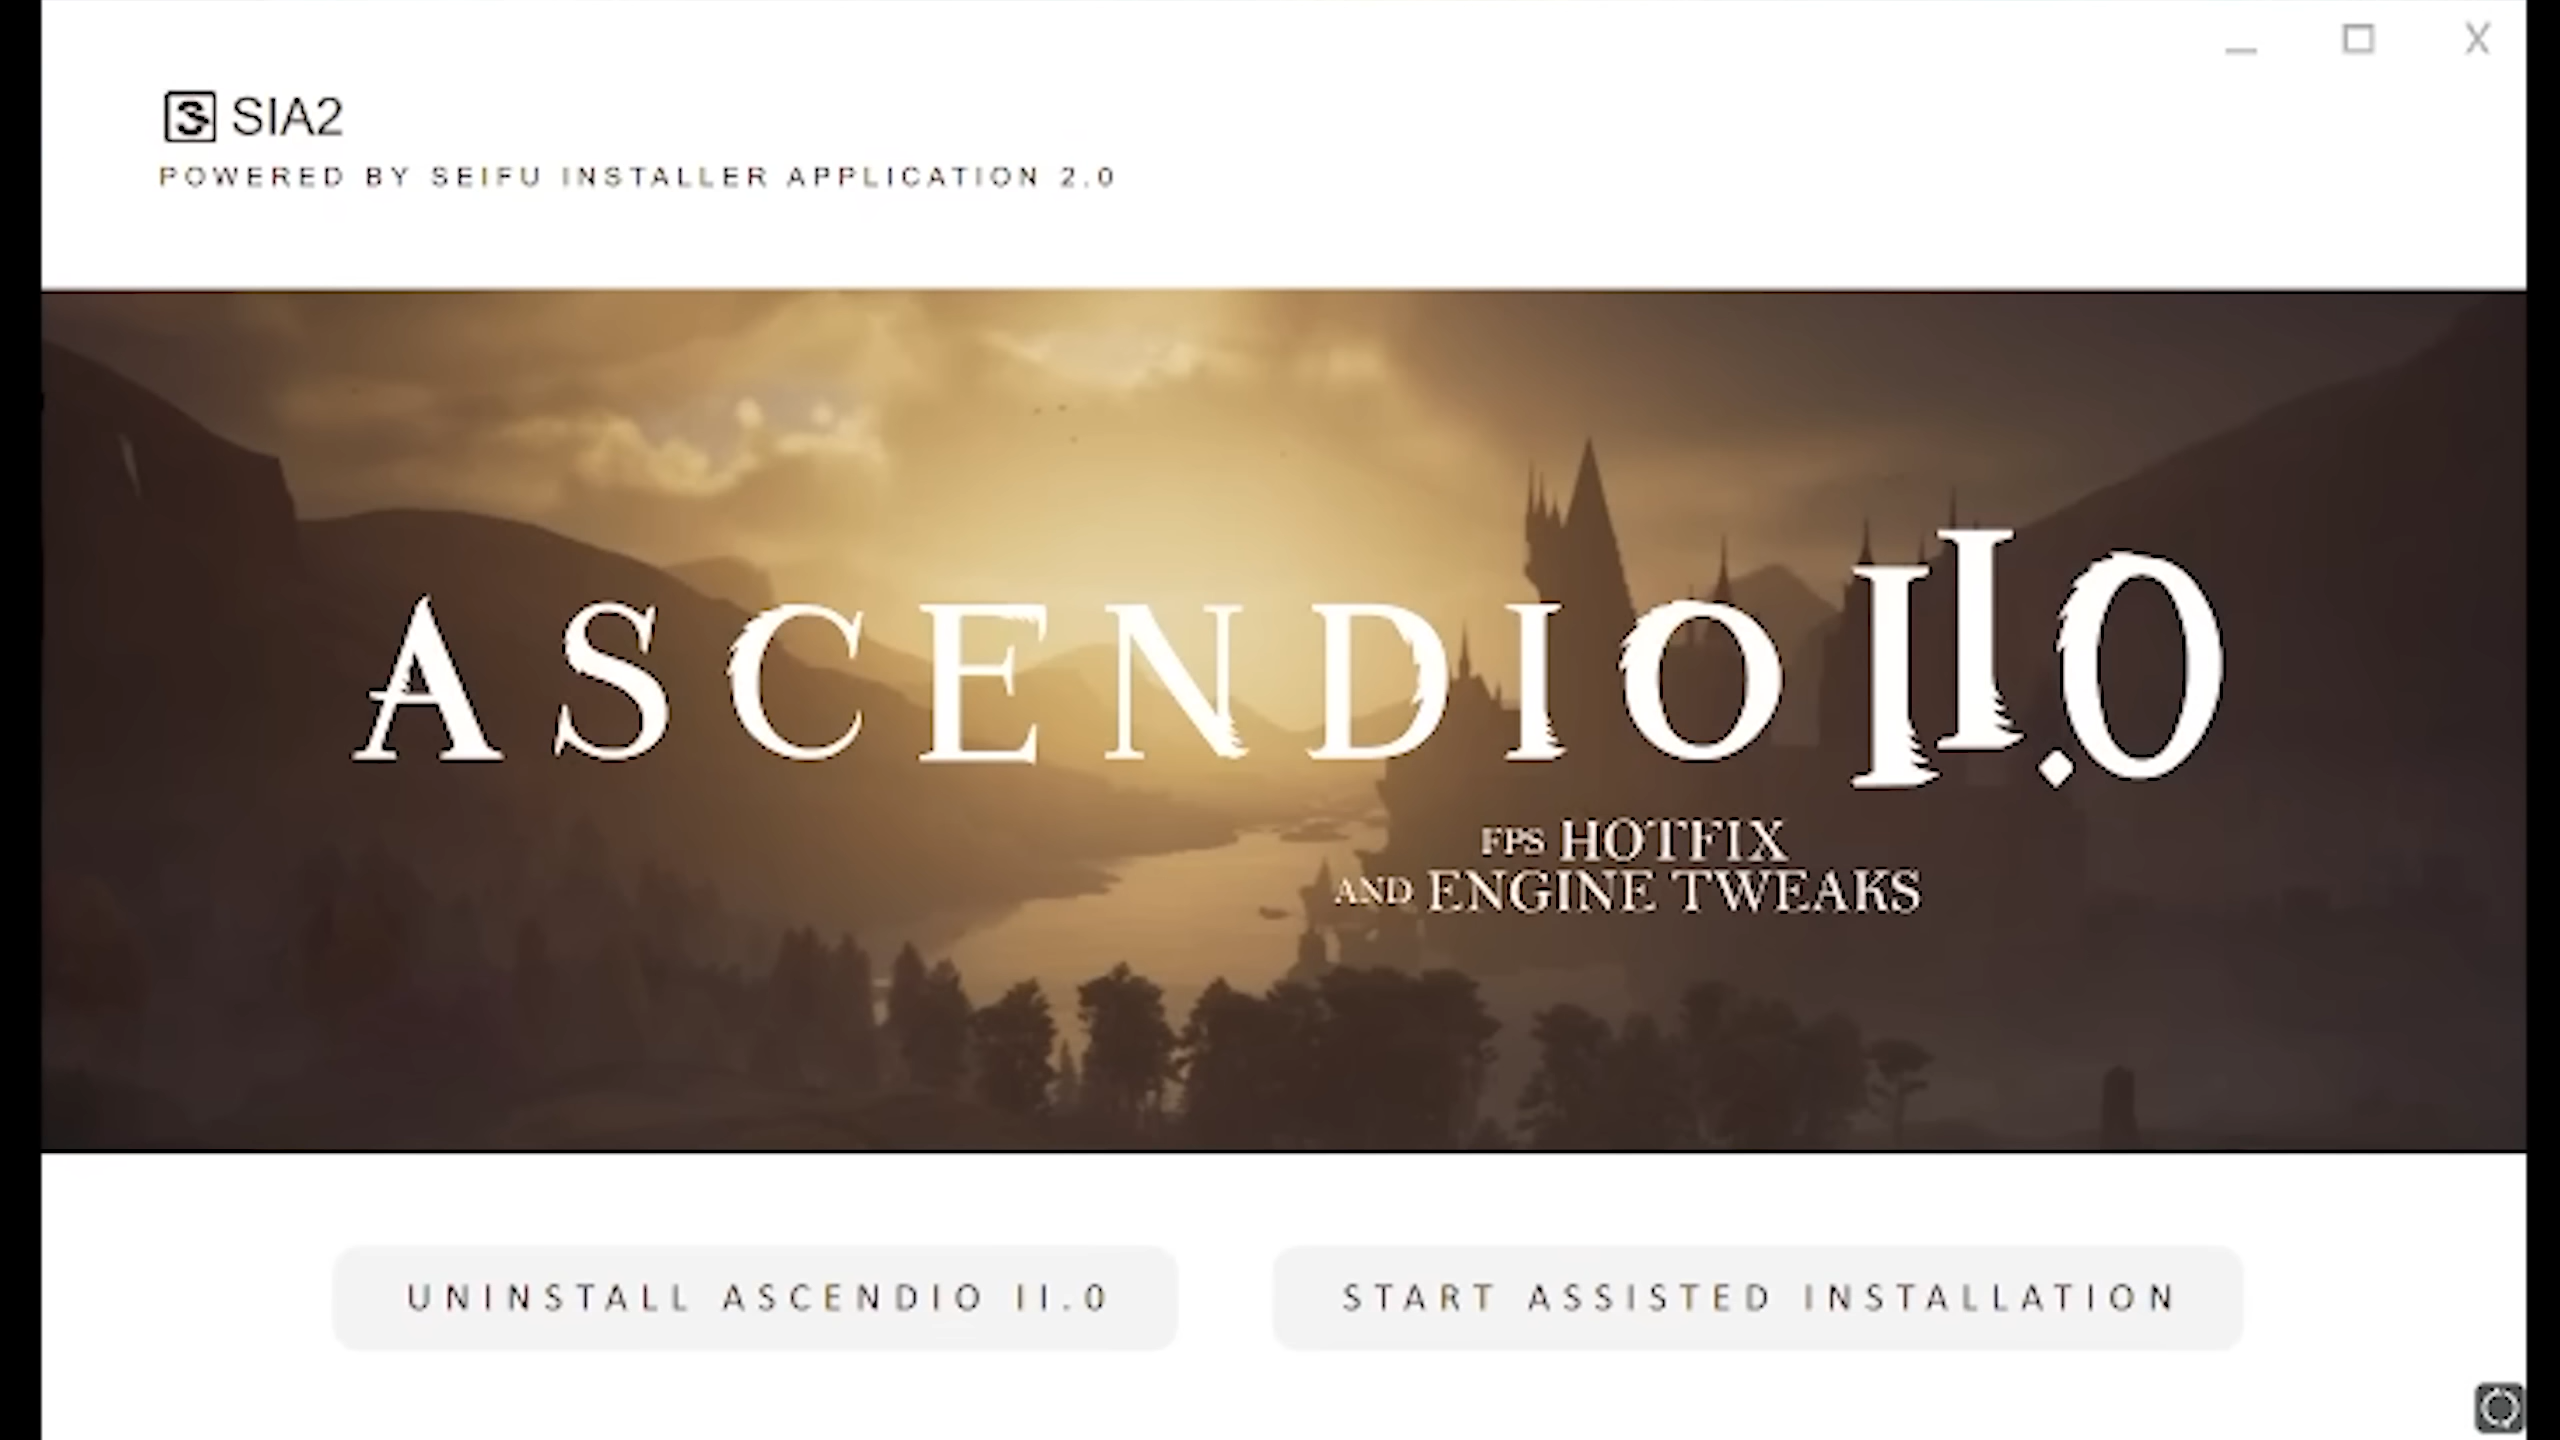 SIA2
POWERED BY SEIFU INSTALLER APPLICATION 2.0
ASCENDIO II.0
FPS HOTFIX
AND ENGINE TWEAKS
UNINSTALL ASCENDIO II.0
START ASSISTED INSTALLATION